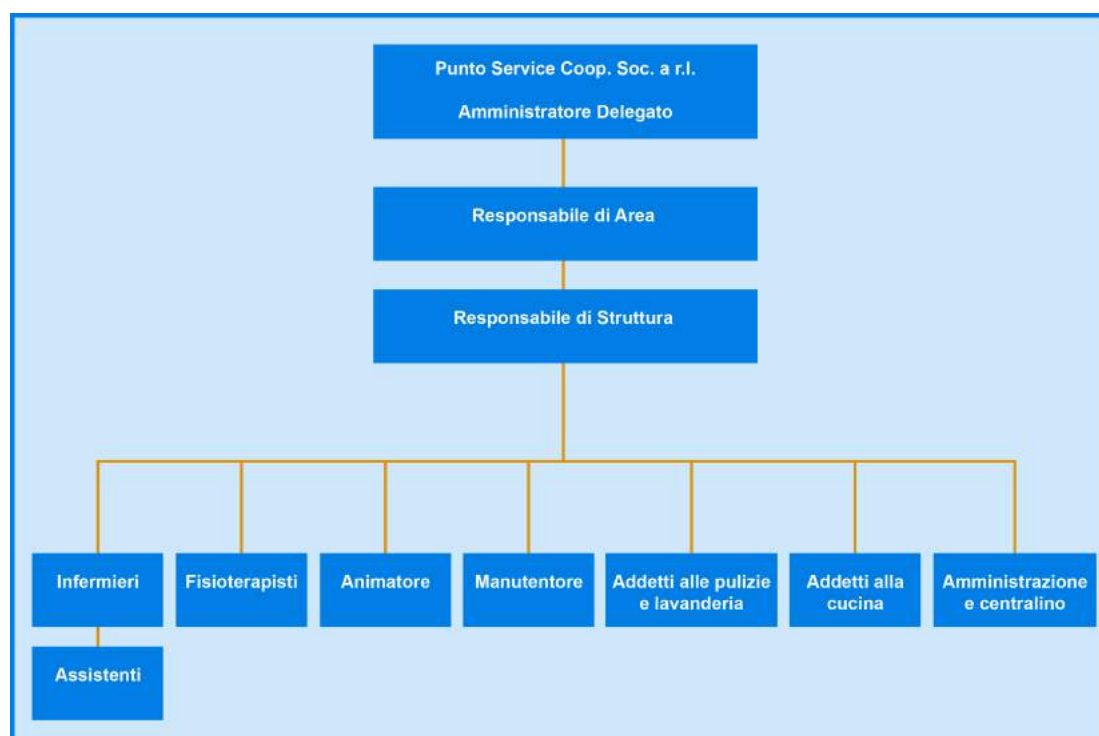 Punto Service Coop. Soc. a r.l.
Amministratore Delegato
Responsabile di Area
Responsabile di Struttura
Infermieri
Fisioterapisti
Animatore
Manutentore
Addetti alle pulizie
e lavanderia
Addetti alla
cucina
Amministrazione
e centralino
Assistenti